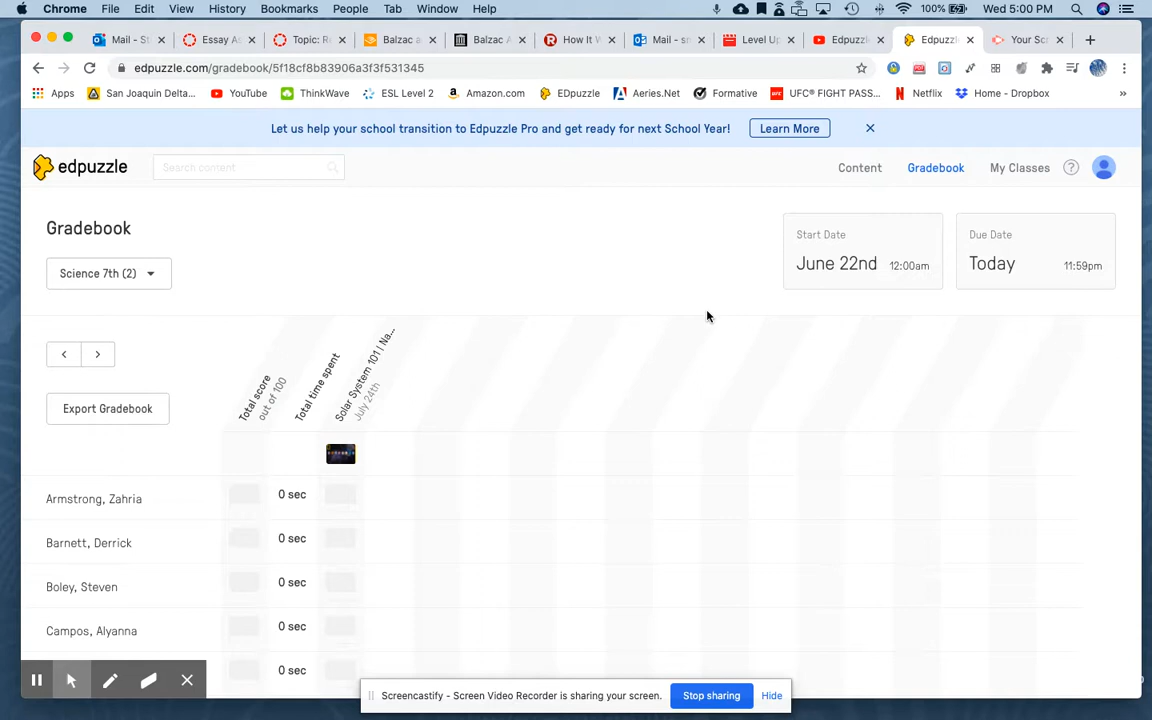 Chrome File Edit View History Bookmarks People Tab Window Help 100% Wed 5:00 PM
Mail - St Essay A Topic: R Balzac a Balzac A How It W Mail - sn Level Up Edpuzzle Edpuzzle Your Scr
edpuzzle.com/gradebook/5f18cf8b83906a3f3f531345
Apps San Joaquin Delta... YouTube ThinkWave ESL Level 2 Amazon.com EDpuzzle Aeries.Net Formative UFC® FIGHT PASS... Netflix Home - Dropbox »
Let us help your school transition to Edpuzzle Pro and get ready for next School Year! Learn More
edpuzzle Search content Content Gradebook My Classes ?
Gradebook
Science 7th (2)
Start Date
June 22nd 12:00am
Due Date
Today 11:59pm
Export Gradebook
Total score
out of 100
Total time spent
Solar System 101 | Na...
July 24th
Armstrong, Zahria 0 sec
Barnett, Derrick 0 sec
Boley, Steven 0 sec
Campos, Alyanna 0 sec
0 sec
Screencastify - Screen Video Recorder is sharing your screen. Stop sharing Hide